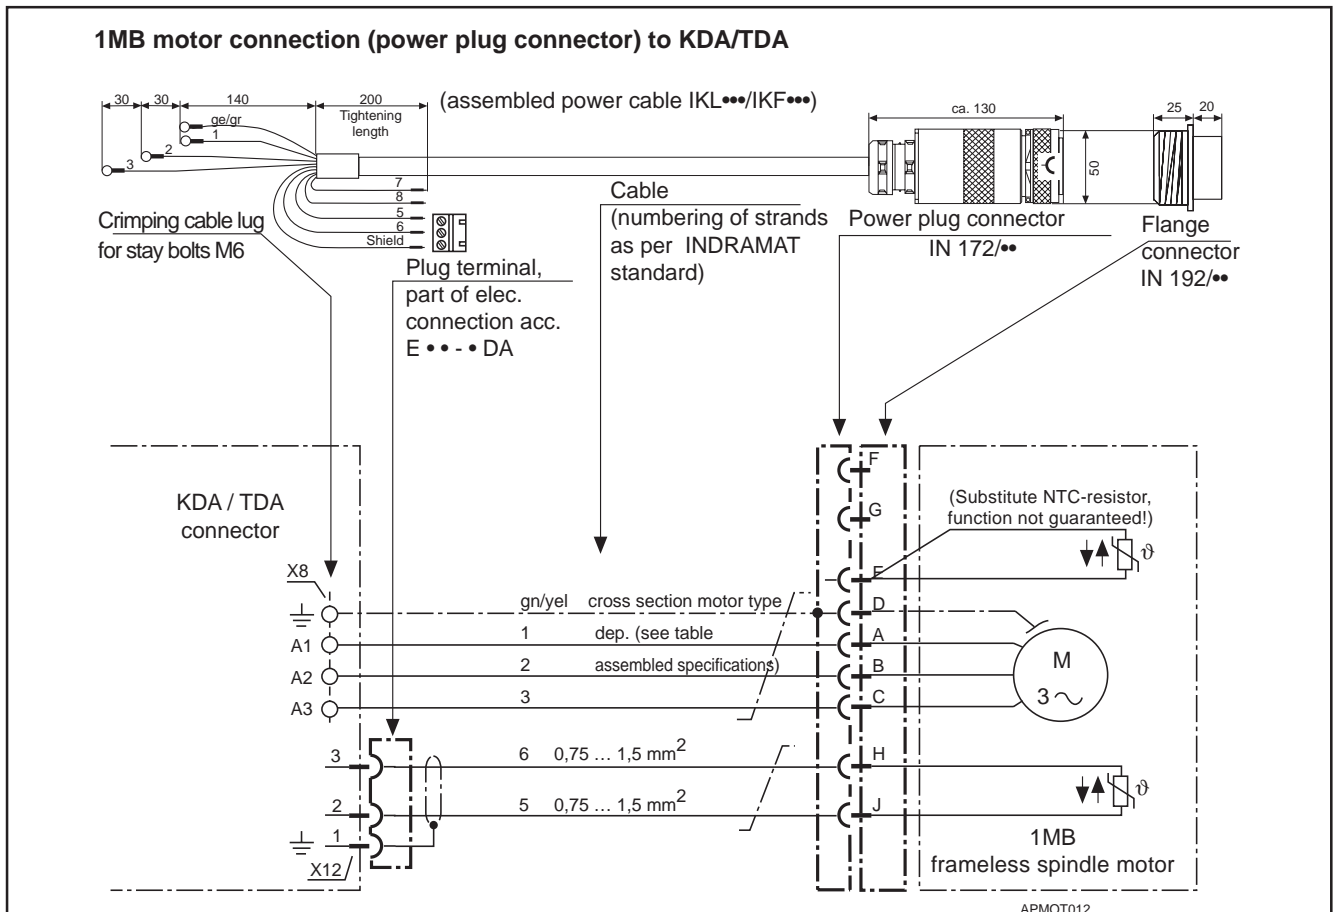 1MB motor connection (power plug connector) to KDA/TDA
30 30 140 200
Tightening
length
(assembled power cable IKL•••/IKF•••)
ca. 130
25 20
50
ge/gr
1
2
3
7
8
5
6
Shield
Crimping cable lug
for stay bolts M6
Plug terminal,
part of elec.
connection acc.
E • • - • DA
Cable
(numbering of strands
as per INDRAMAT
standard)
Power plug connector
IN 172/••
Flange
connector
IN 192/••
KDA / TDA
connector
X8
A1
A2
A3
gn/yel cross section motor type
1 dep. (see table
2 assembled specifications)
3
F
G
E
D
A
B
C
(Substitute NTC-resistor,
function not guaranteed!)
ϑ
M
3 ∼
3
2
1
X12
6 0,75 … 1,5 mm2
5 0,75 … 1,5 mm2
H
J
ϑ
1MB
frameless spindle motor
APMOT012